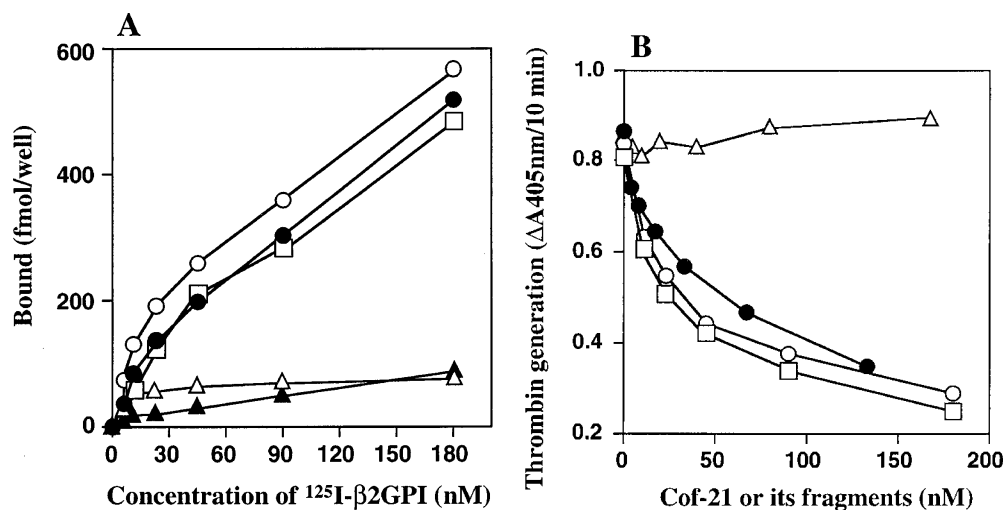 A
600
400
200
0
Bound (fmol/well)
0 30 60 90 120 150 180
Concentration of ¹²⁵I-β2GPI (nM)
B
1.0
0.8
0.6
0.4
0.2
Thrombin generation (ΔA405nm/10 min)
0 50 100 150 200
Cof-21 or its fragments (nM)